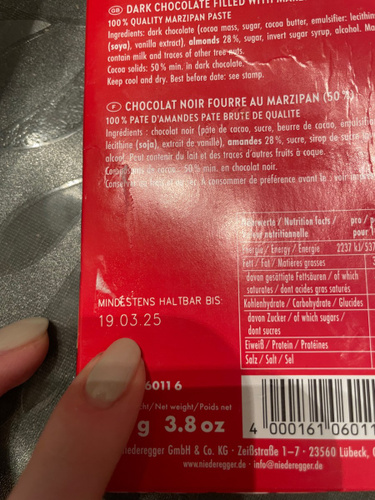 GB DARK CHOCOLATE FILLED WITH
100% QUALITY MARZIPAN PASTE
Ingredients: dark chocolate (cocoa mass, sugar, cocoa butter, emulsifier: lecithins
(soya), vanilla extract), almonds 28%, sugar, invert sugar syrup, alcohol.
contain milk and traces of other tree nuts.
Cocoa solids: 50% min. in dark chocolate.
Keep cool and dry. Best before date: see stamp.
F CHOCOLAT NOIR FOURRE AU MARZIPAN (50%)
100% PATE D'AMANDES PATE BRUTE DE QUALITE
Ingrédients : chocolat noir (pâte de cacao, sucre, beurre de cacao,
lécithine (soja), extrait de vanille), amandes 28%, sucre, sirop de sucre
alcool. Peut contenir du lait et des traces d'autres fruits à coque.
50% min. en chocolat noir.
A consommer de préférence avant le : voir
Nährwerte / Nutrition facts / pro /
Valeur nutritionnelle pour
Energie / Energy / Énergie 2237 kJ/
Fett / Fat / Matières grasses
davon gesättigte Fettsäuren / of which
saturates / dont acides gras saturés
Kohlenhydrate / Carbohydrate / Glucides
davon Zucker / of which sugars /
dont sucres
Eiweiß / Protein / Protéines
Salz / Salt / Sel
MINDESTENS HALTBAR BIS:
19.03.25
6011 6
/ Net weight / Poids net
g 3.8 oz
4 000161 06011
Niederegger GmbH & Co. KG · Zeißstraße 1-7 · 23560 Lübeck,
www.niederegger.de · info@niederegger.de